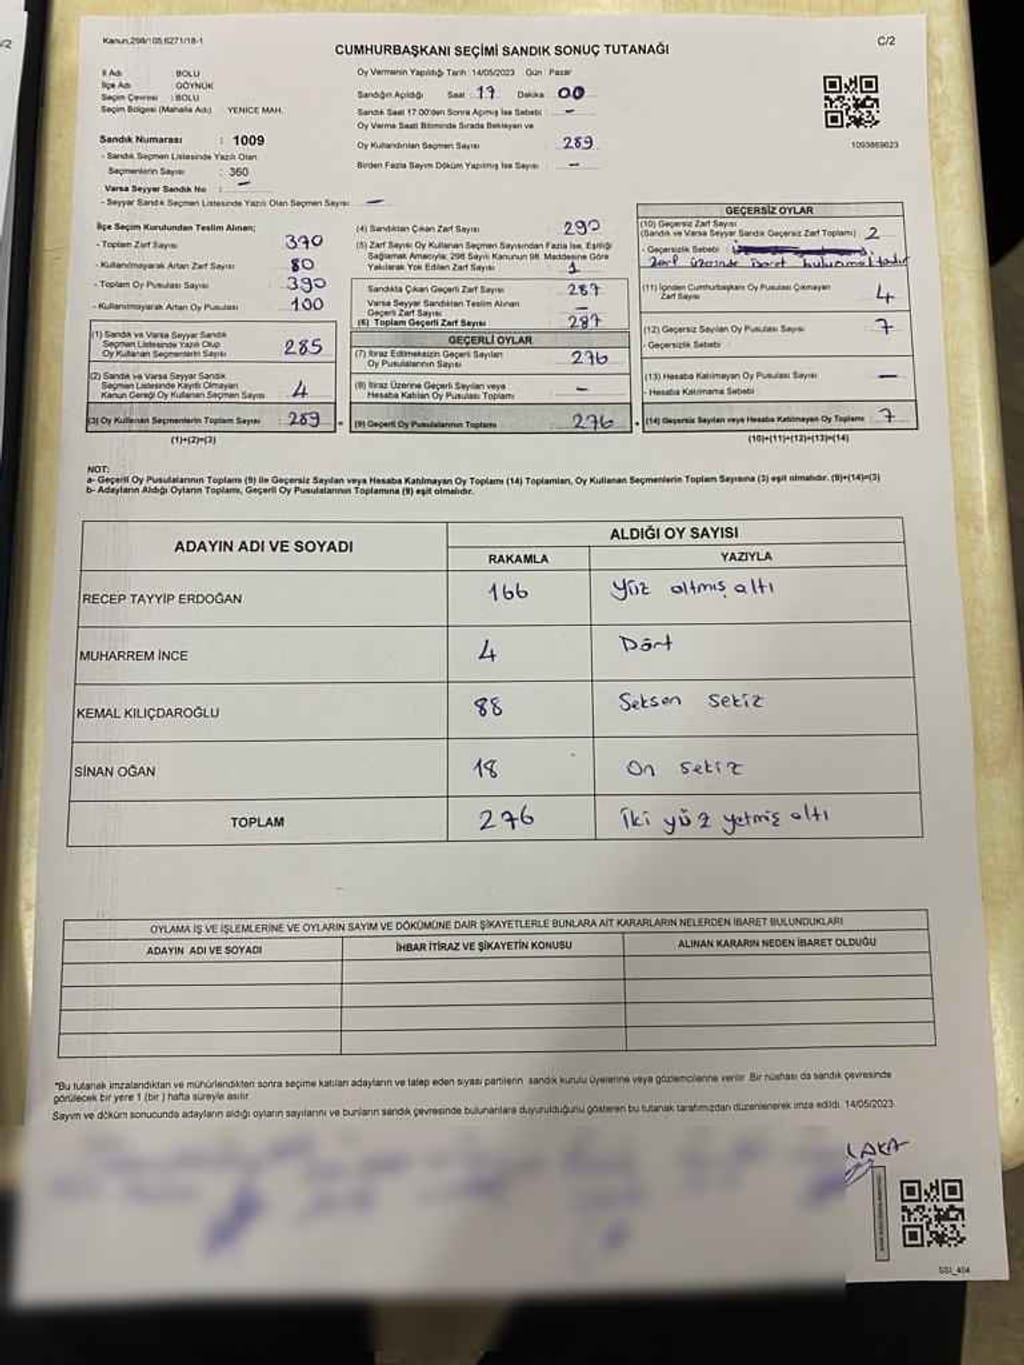 Kanun,298/105,6271/18-1
CUMHURBAŞKANI SEÇİMİ SANDIK SONUÇ TUTANAĞI
C/2
İl Adı : BOLU
İlçe Adı : GÖYNÜK
Seçim Çevresi : BOLU
Seçim Bölgesi (Mahalle Adı) : YENİCE MAH.
Oy Vermenin Yapıldığı Tarih : 14/05/2023 Gün : Pazar
Sandığın Açıldığı Saat : 17 Dakika : 00
Sandık Saat 17:00'den Sonra Açılmış İse Sebebi : -
Oy Verme Saati Bitiminde Sırada Bekleyen ve
Oy Kullandırılan Seçmen Sayısı : 289
Birden Fazla Sayım Döküm Yapılmış İse Sayısı : -
1093869023
Sandık Numarası : 1009
- Sandık Seçmen Listesinde Yazılı Olan
Seçmenlerin Sayısı : 360
Varsa Seyyar Sandık No : -
- Seyyar Sandık Seçmen Listesinde Yazılı Olan Seçmen Sayısı : -
İlçe Seçim Kurulundan Teslim Alınan;
- Toplam Zarf Sayısı : 370
- Kullanılmayarak Artan Zarf Sayısı : 80
- Toplam Oy Pusulası Sayısı : 390
- Kullanılmayarak Artan Oy Pusulası : 100
(1) Sandık ve Varsa Seyyar Sandık
Seçmen Listesinde Yazılı Olup
Oy Kullanan Seçmenlerin Sayısı : 285
(2) Sandık ve Varsa Seyyar Sandık
Seçmen Listesinde Kayıtlı Olmayan
Kanun Gereği Oy Kullanan Seçmen Sayısı : 4
(3) Oy Kullanan Seçmenlerin Toplam Sayısı : 289
(1)+(2)=(3)
(4) Sandıktan Çıkan Zarf Sayısı : 290
(5) Zarf Sayısı Oy Kullanan Seçmen Sayısından Fazla İse, Eşitliği
Sağlamak Amacıyla; 298 Sayılı Kanunun 98. Maddesine Göre
Yakılarak Yok Edilen Zarf Sayısı : 1
Sandıkta Çıkan Geçerli Zarf Sayısı : 287
Varsa Seyyar Sandıktan Teslim Alınan
Geçerli Zarf Sayısı : -
(6) Toplam Geçerli Zarf Sayısı : 287
GEÇERLİ OYLAR
(7) İtiraz Edilmeksizin Geçerli Sayılan
Oy Pusulalarının Sayısı : 276
(8) İtiraz Üzerine Geçerli Sayılan veya
Hesaba Katılan Oy Pusulası Toplamı : -
(9) Geçerli Oy Pusulalarının Toplamı : 276
GEÇERSİZ OYLAR
(10) Geçersiz Zarf Sayısı
(Sandık ve Varsa Seyyar Sandık Geçersiz Zarf Toplamı) : 2
- Geçersizlik Sebebi :
Zarf üzerinde işaret bulunmaktadır
(11) İçinden Cumhurbaşkanı Oy Pusulası Çıkmayan
Zarf Sayısı : 4
(12) Geçersiz Sayılan Oy Pusulası Sayısı : 7
- Geçersizlik Sebebi
(13) Hesaba Katılmayan Oy Pusulası Sayısı : -
- Hesaba Katılmama Sebebi
(14) Geçersiz Sayılan veya Hesaba Katılmayan Oy Toplamı : 7
(10)+(11)+(12)+(13)=(14)
NOT:
a- Geçerli Oy Pusulalarının Toplamı (9) ile Geçersiz Sayılan veya Hesaba Katılmayan Oy Toplamı (14) Toplamları, Oy Kullanan Seçmenlerin Toplam Sayısına (3) eşit olmalıdır. (9)+(14)=(3)
b- Adayların Aldığı Oyların Toplamı, Geçerli Oy Pusulalarının Toplamına (9) eşit olmalıdır.
ADAYIN ADI VE SOYADI
ALDIĞI OY SAYISI
RAKAMLA YAZIYLA
RECEP TAYYİP ERDOĞAN 166 Yüz altmış altı
MUHARREM İNCE 4 Dört
KEMAL KILIÇDAROĞLU 88 Seksen Sekiz
SİNAN OĞAN 18 On sekiz
TOPLAM 276 İki yüz yetmiş altı
OYLAMA İŞ VE İŞLEMLERİNE VE OYLARIN SAYIM VE DÖKÜMÜNE DAİR ŞİKAYETLERLE BUNLARA AİT KARARLARIN NELERDEN İBARET BULUNDUKLARI
ADAYIN ADI VE SOYADI İHBAR İTİRAZ VE ŞİKAYETİN KONUSU ALINAN KARARIN NEDEN İBARET OLDUĞU
"Bu tutanak imzalandıktan ve mühürlendikten sonra seçime katılan adayların ve talep eden siyasi partilerin sandık kurulu üyelerine veya gözlemcilerine verilir. Bir nüshası da sandık çevresinde
görülecek bir yere 1 (bir) hafta süreyle asılır.
Sayım ve döküm sonucunda adayların aldığı oyların sayılarını ve bunların sandık çevresinde bulunanlara duyurulduğunu gösteren bu tutanak tarafımızdan düzenlenerek imza edildi. 14/05/2023
SSI_404